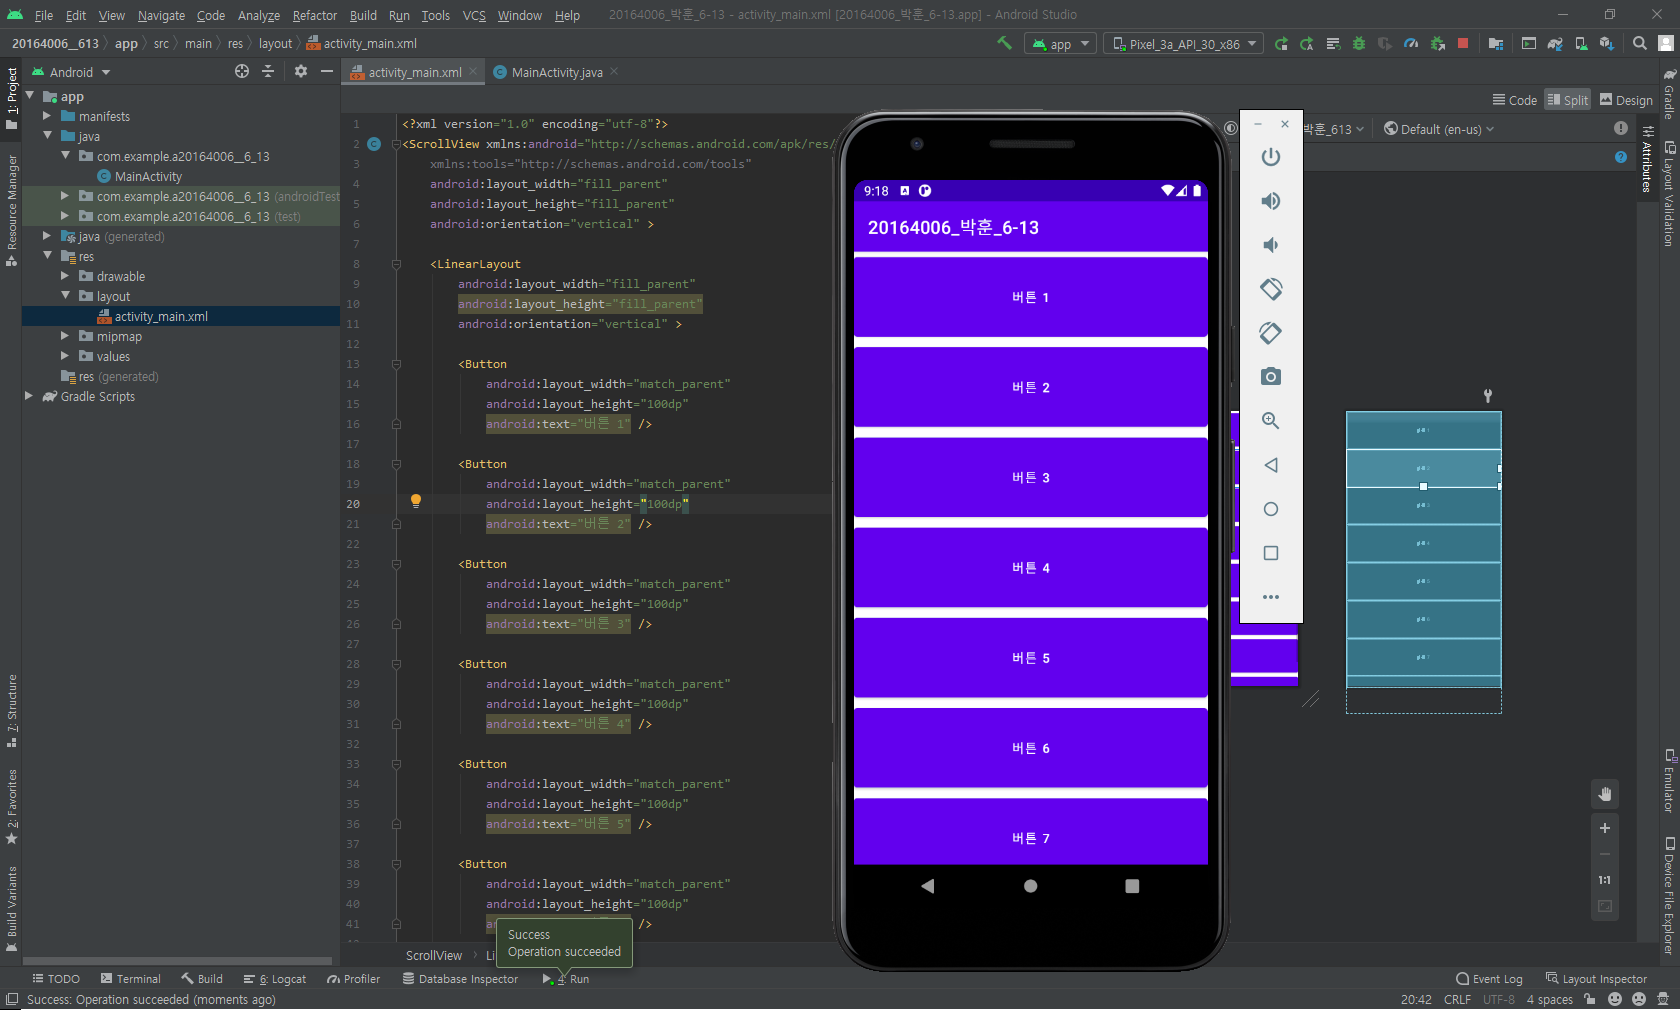 File Edit View Navigate Code Analyze Refactor Build Run Tools VCS Window Help 20164006_박훈_6-13 - activity_main.xml [20164006_박훈_6-13.app] - Android Studio
20164006__613 app src main res layout activity_main.xml
app Pixel_3a_API_30_x86
Android
activity_main.xml MainActivity.java
Code Split Design
박훈_613 Default (en-us)
1: Project
Resource Manager
7: Structure
2: Favorites
Build Variants
app
manifests
java
com.example.a20164006__6_13
MainActivity
com.example.a20164006__6_13 (androidTest
com.example.a20164006__6_13 (test)
java (generated)
res
drawable
layout
activity_main.xml
mipmap
values
res (generated)
Gradle Scripts
1 <?xml version="1.0" encoding="utf-8"?>
2 <ScrollView xmlns:android="http://schemas.android.com/apk/res/
3 xmlns:tools="http://schemas.android.com/tools"
4 android:layout_width="fill_parent"
5 android:layout_height="fill_parent"
6 android:orientation="vertical" >
7
8 <LinearLayout
9 android:layout_width="fill_parent"
10 android:layout_height="fill_parent"
11 android:orientation="vertical" >
12
13 <Button
14 android:layout_width="match_parent"
15 android:layout_height="100dp"
16 android:text="버튼 1" />
17
18 <Button
19 android:layout_width="match_parent"
20 android:layout_height="100dp"
21 android:text="버튼 2" />
22
23 <Button
24 android:layout_width="match_parent"
25 android:layout_height="100dp"
26 android:text="버튼 3" />
27
28 <Button
29 android:layout_width="match_parent"
30 android:layout_height="100dp"
31 android:text="버튼 4" />
32
33 <Button
34 android:layout_width="match_parent"
35 android:layout_height="100dp"
36 android:text="버튼 5" />
37
38 <Button
39 android:layout_width="match_parent"
40 android:layout_height="100dp"
41 />
ScrollView Li
Success
Operation succeeded
9:18
20164006_박훈_6-13
버튼 1
버튼 2
버튼 3
버튼 4
버튼 5
버튼 6
버튼 7
1:1
Gradle
Attributes
Layout Validation
Emulator
Device File Explorer
TODO Terminal Build 6: Logcat Profiler Database Inspector 4: Run Event Log Layout Inspector
Success: Operation succeeded (moments ago) 20:42 CRLF UTF-8 4 spaces